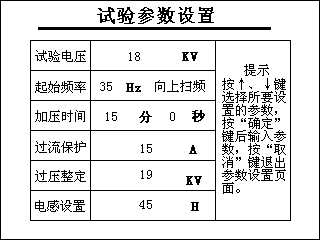 试验参数设置
试验电压 18 KV
起始频率 35 Hz 向上扫频
加压时间 15 分 0 秒
过流保护 15 A
过压整定 19 KV
电感设置 45 H
提示
按↑、↓键
选择所要设
置的参数,
按“确定”
键后输入参
数,按“取
消”键退出
参数设置页
面。